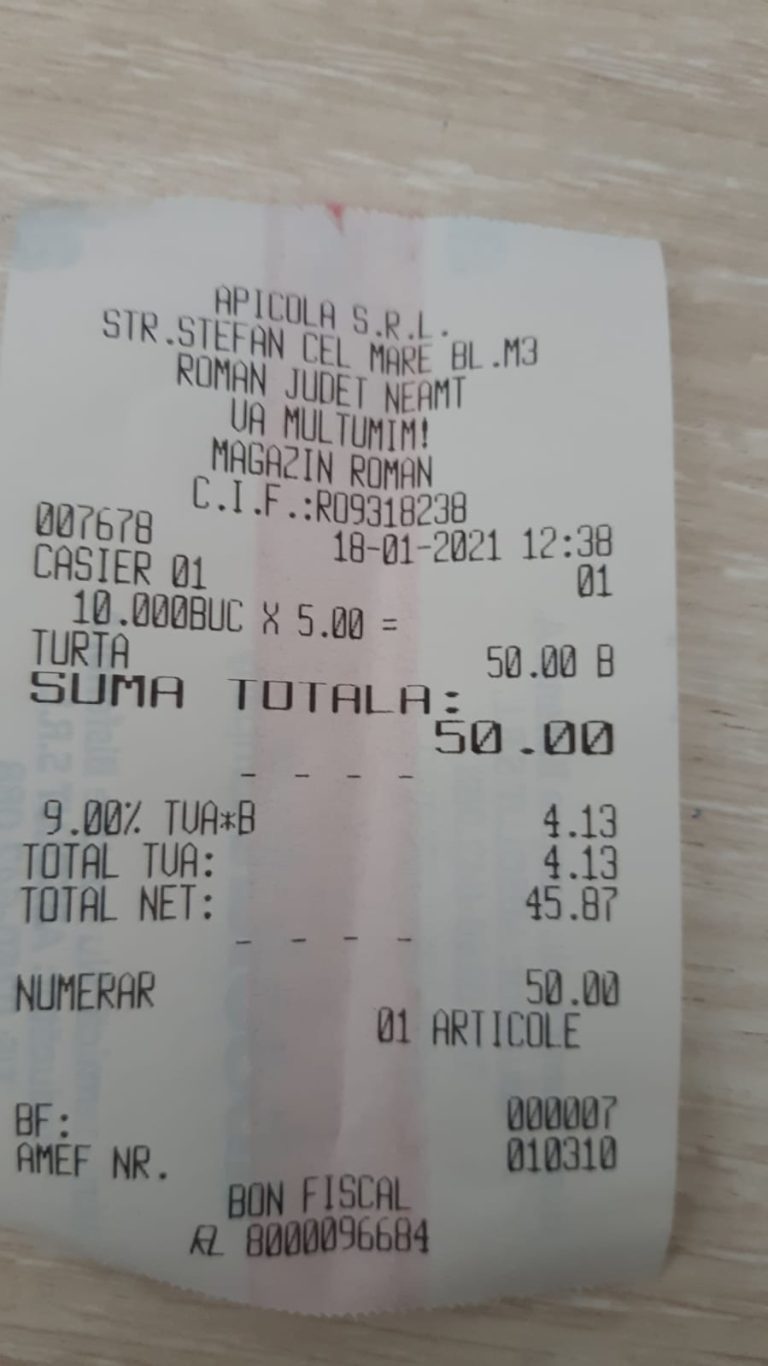 APICOLA S.R.L.
STR.STEFAN CEL MARE BL.M3
ROMAN JUDET NEAMT
VA MULTUMIM!
MAGAZIN ROMAN
C.I.F.:RO9318238
007678 18-01-2021 12:38
CASIER 01 01
10.000BUC X 5.00 =
TURTA 50.00 B
SUMA TOTALA:
50.00
- - - -
9.00% TVA*B 4.13
TOTAL TVA: 4.13
TOTAL NET: 45.87
- - - -
NUMERAR 50.00
01 ARTICOLE
BF: 000007
AMEF NR. 010310
BON FISCAL
8000096684